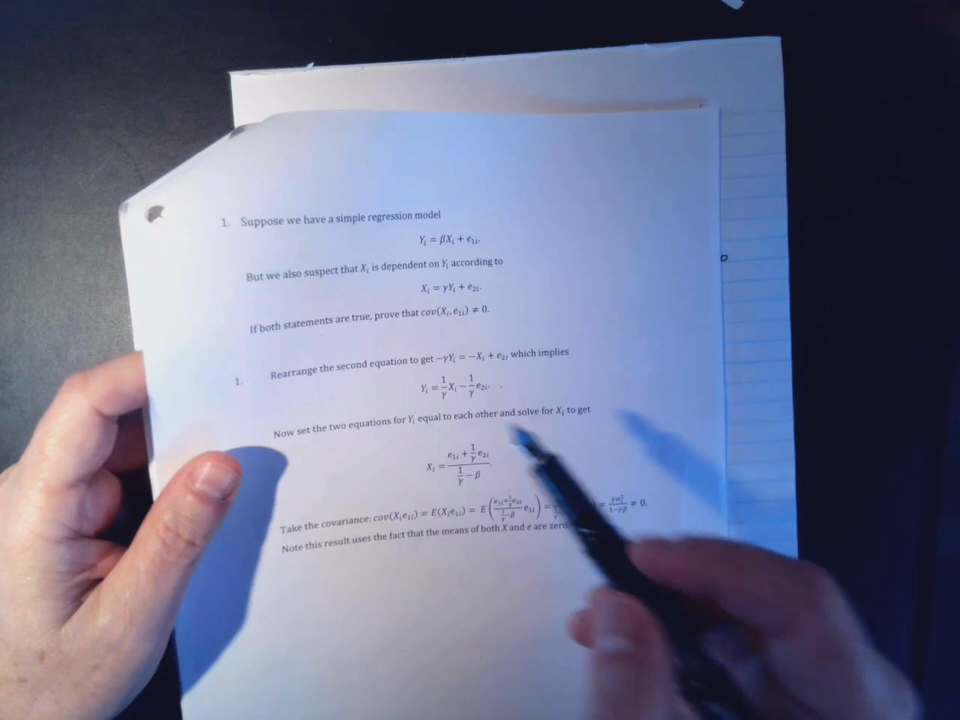 1. Suppose we have a simple regression model
Yᵢ = βXᵢ + e₁ᵢ.
But we also suspect that Xᵢ is dependent on Yᵢ according to
Xᵢ = γYᵢ + e₂ᵢ.
If both statements are true, prove that cov(Xᵢ, e₁ᵢ) ≠ 0.
1. Rearrange the second equation to get −γYᵢ = −Xᵢ + e₂ᵢ which implies
Yᵢ = 1/γ Xᵢ − 1/γ e₂ᵢ. .
Now set the two equations for Yᵢ equal to each other and solve for Xᵢ to get
Xᵢ = (e₁ᵢ + 1/γ e₂ᵢ) / (1/γ − β).
Take the covariance: cov(Xᵢe₁ᵢ) = E(Xᵢe₁ᵢ) = E((e₁ᵢ + 1/γ e₂ᵢ)/(1/γ − β) e₁ᵢ) = = γσ₁²/(1−γβ) ≠ 0.
Note this result uses the fact that the means of both X and e are zero